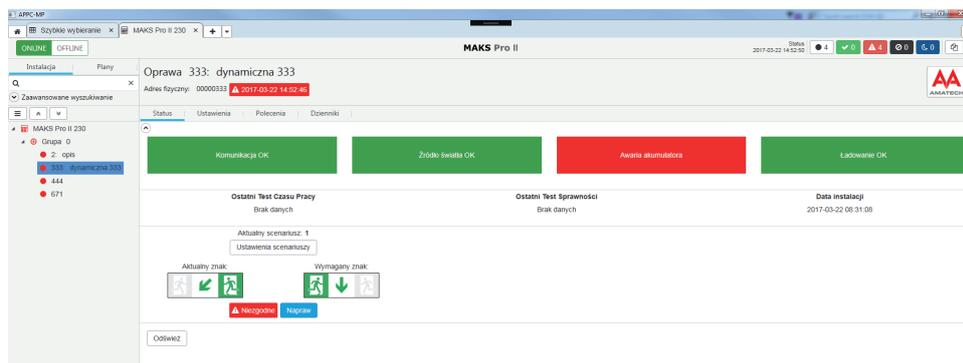 APPC-MP
Szybkie wybieranie × MAKS Pro II 230 × +
ONLINE OFFLINE
MAKS Pro II
Status
2017-03-22 14:52:50
4 0 4 0 0
Instalacja Plany
Zaawansowane wyszukiwanie
MAKS Pro II 230
Grupa 0
2: opis
333: dynamiczna 333
444
671
Oprawa 333: dynamiczna 333
Adres fizyczny: 00000333 2017-03-22 14:52:46
AMATECH
Status Ustawienia Polecenia Dzienniki
Komunikacja OK Źródło światła OK Awaria akumulatora Ładowanie OK
Ostatni Test Czasu Pracy Ostatni Test Sprawności Data instalacji
Brak danych Brak danych 2017-03-22 08:31:08
Aktualny scenariusz: 1
Ustawienia scenariuszy
Aktualny znak: Wymagany znak:
Niezgodne Napraw
Odśwież